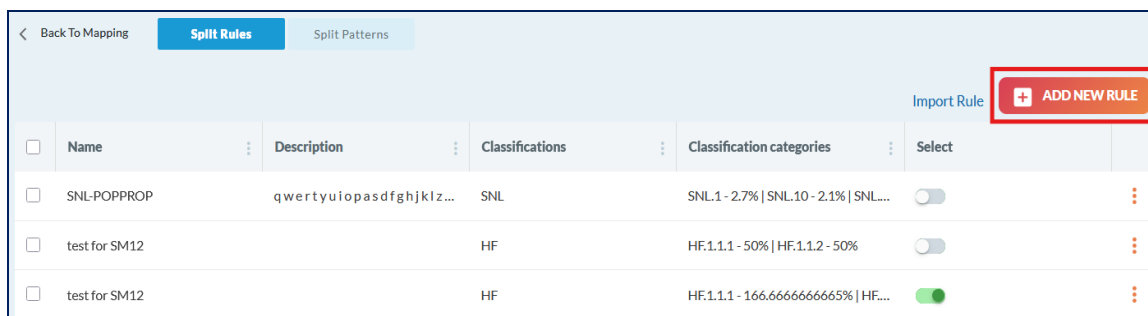 Back To Mapping Split Rules Split Patterns
Import Rule ADD NEW RULE
Name Description Classifications Classification categories Select
SNL-POPPROP qwertyuiopasdfghjklz... SNL SNL.1 - 2.7% | SNL.10 - 2.1% | SNL....
test for SM12 HF HF.1.1.1 - 50% | HF.1.1.2 - 50%
test for SM12 HF HF.1.1.1 - 166.6666666665% | HF....